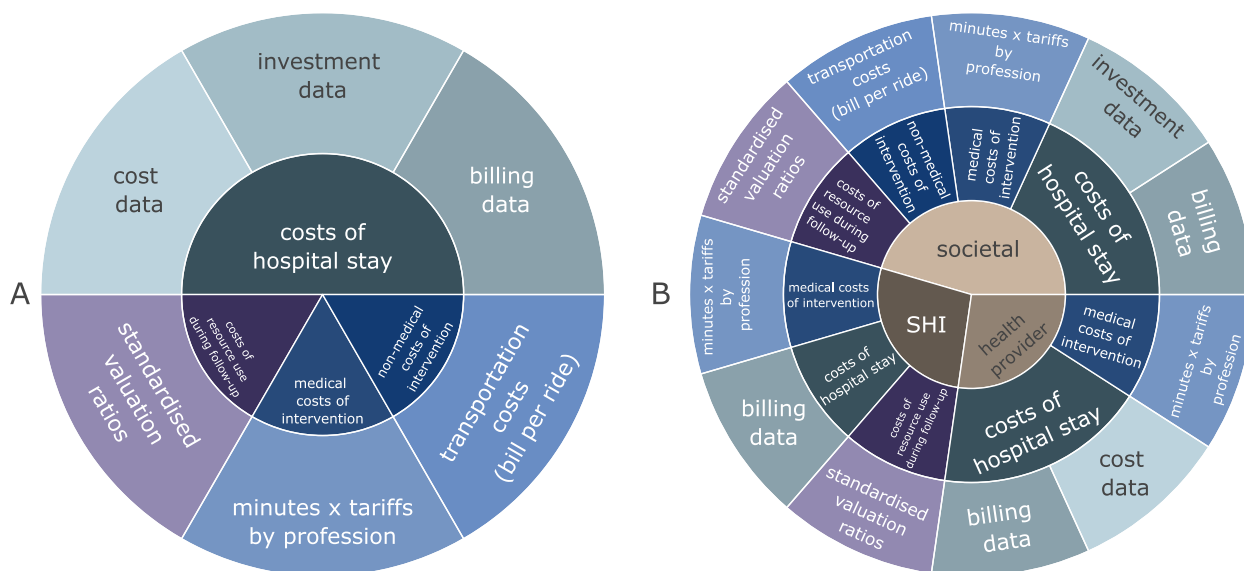 A
investment
data
cost
data
billing
data
costs of
hospital stay
costs of
resource use
during follow-up
medical
costs of
intervention
non-medical
costs of
intervention
standardised
valuation
ratios
minutes x tariffs
by profession
transportation
costs
(bill per ride)
B
transportation
costs
(bill per ride)
minutes x tariffs
by
profession
investment
data
billing
data
standardised
valuation
ratios
costs of
resource
use during
follow-up
non-medical
costs of
intervention
medical
costs of
intervention
costs of
hospital stay
societal
SHI
health
provider
minutes x tariffs
by
profession
medical costs
of intervention
costs of
hospital stay
billing
data
costs of
resource use
during follow-up
standardised
valuation
ratios
medical
costs of
intervention
minutes x tariffs
by
profession
costs of
hospital stay
billing
data
cost
data